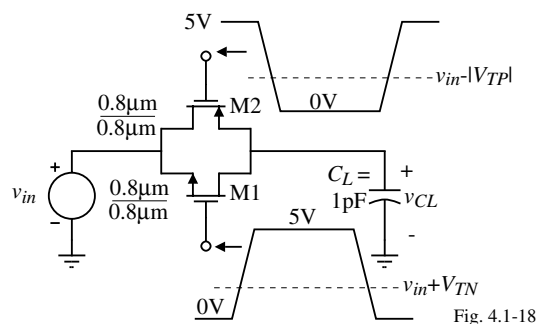 5V
v_in-|V_TP|
0V
0.8μm
0.8μm
M2
+
v_in
-
0.8μm
0.8μm
M1
C_L =
1pF
+
v_CL
-
5V
v_in+V_TN
0V
Fig. 4.1-18